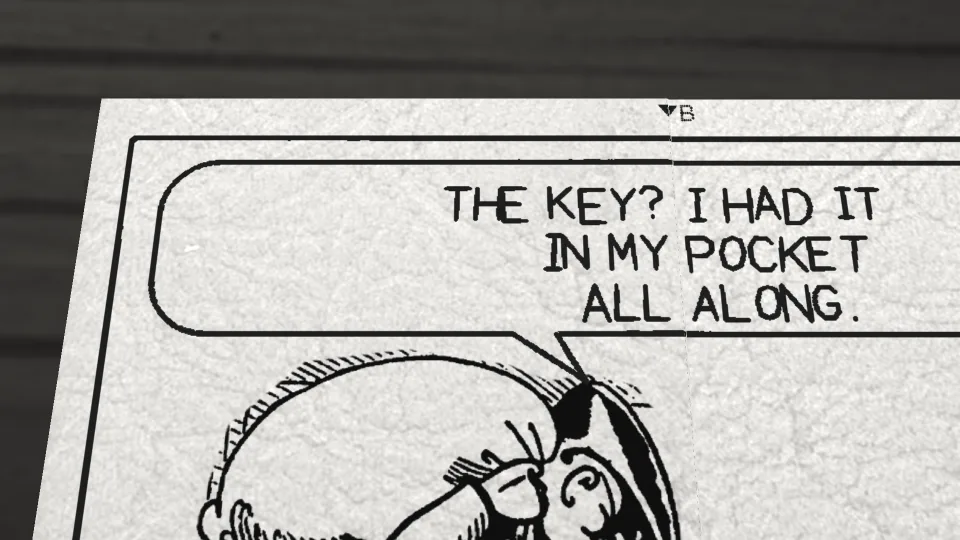 B
THE KEY? I HAD IT
IN MY POCKET
ALL ALONG.